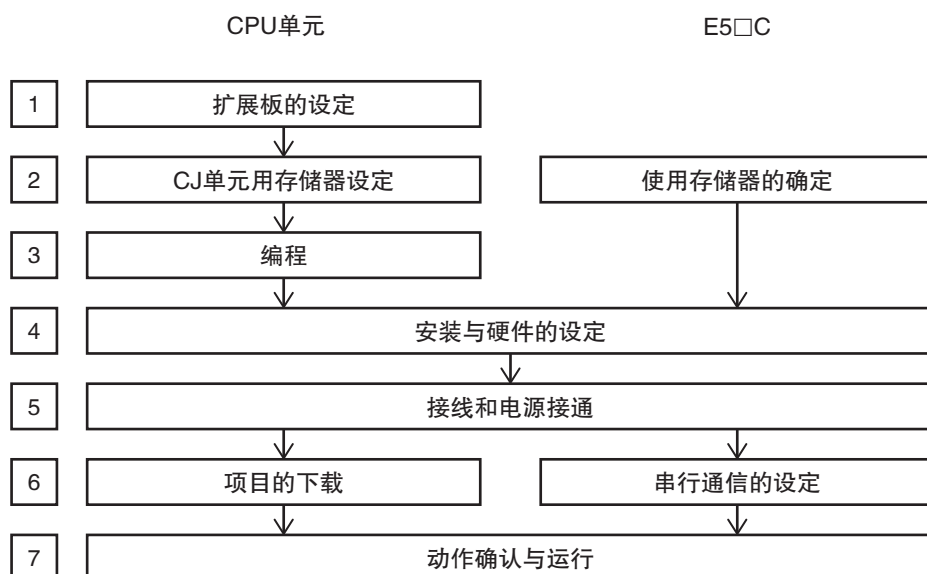 CPU单元 E5□C
1 扩展板的设定
2 CJ单元用存储器设定 使用存储器的确定
3 编程
4 安装与硬件的设定
5 接线和电源接通
6 项目的下载 串行通信的设定
7 动作确认与运行